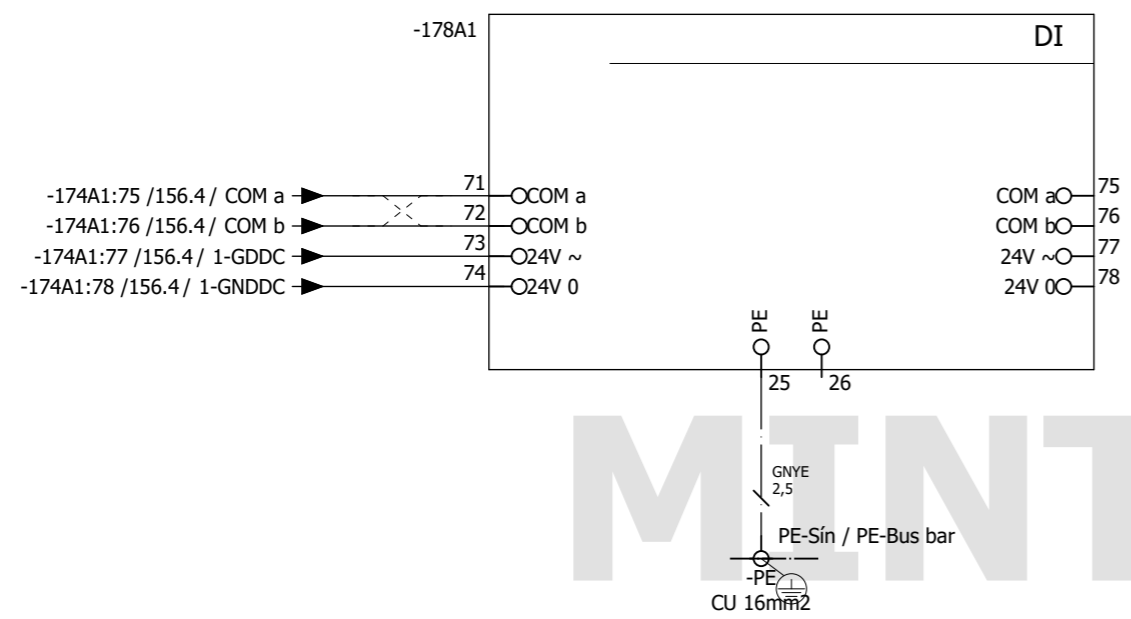 -178A1
DI
-174A1:75 /156.4 / COM a
71
COM a
COM a
75
-174A1:76 /156.4 / COM b
72
COM b
COM b
76
-174A1:77 /156.4 / 1-GDDC
73
24V ~
24V ~
77
-174A1:78 /156.4 / 1-GNDDC
74
24V 0
24V 0
78
PE
PE
25
26
MINT
GNYE
2,5
PE-Sín / PE-Bus bar
-PE
CU 16mm2